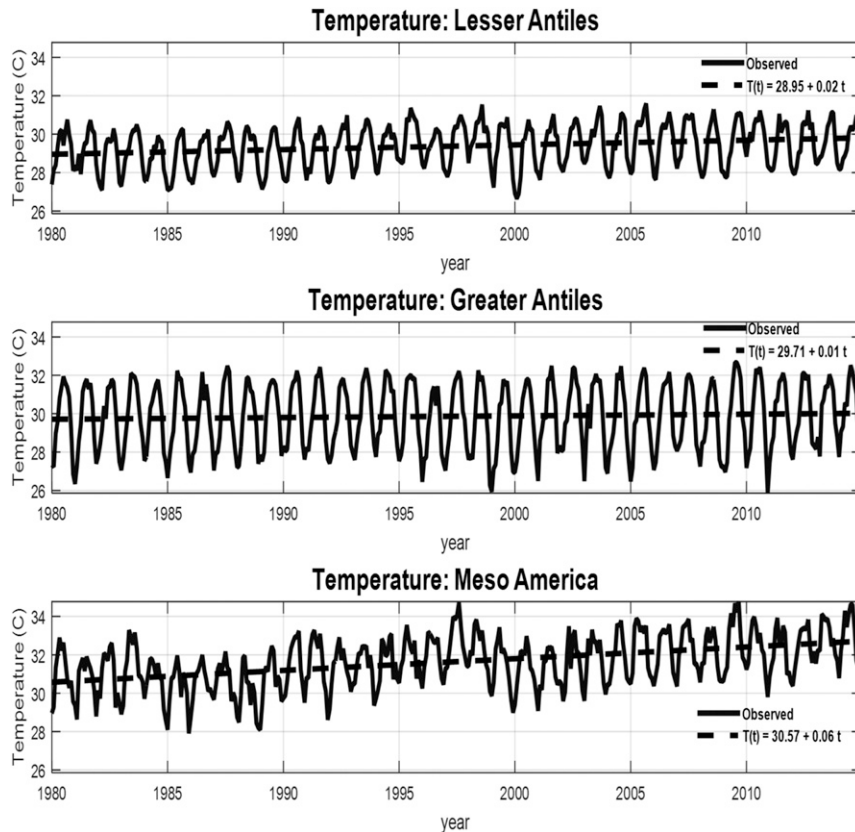 Temperature: Lesser Antiles
Temperature (C)
34
32
30
28
26
Observed
T(t) = 28.95 + 0.02 t
1980 1985 1990 1995 2000 2005 2010
year
Temperature: Greater Antiles
Temperature (C)
34
32
30
28
26
Observed
T(t) = 29.71 + 0.01 t
1980 1985 1990 1995 2000 2005 2010
year
Temperature: Meso America
Temperature (C)
34
32
30
28
26
Observed
T(t) = 30.57 + 0.06 t
1980 1985 1990 1995 2000 2005 2010
year